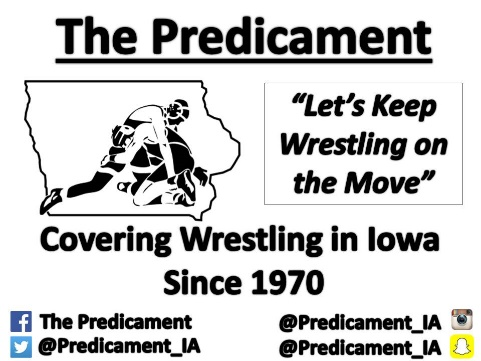 The Predicament
“Let’s Keep
Wrestling on
the Move”
Covering Wrestling in Iowa
Since 1970
The Predicament
@Predicament_IA
@Predicament_IA
@Predicament_IA